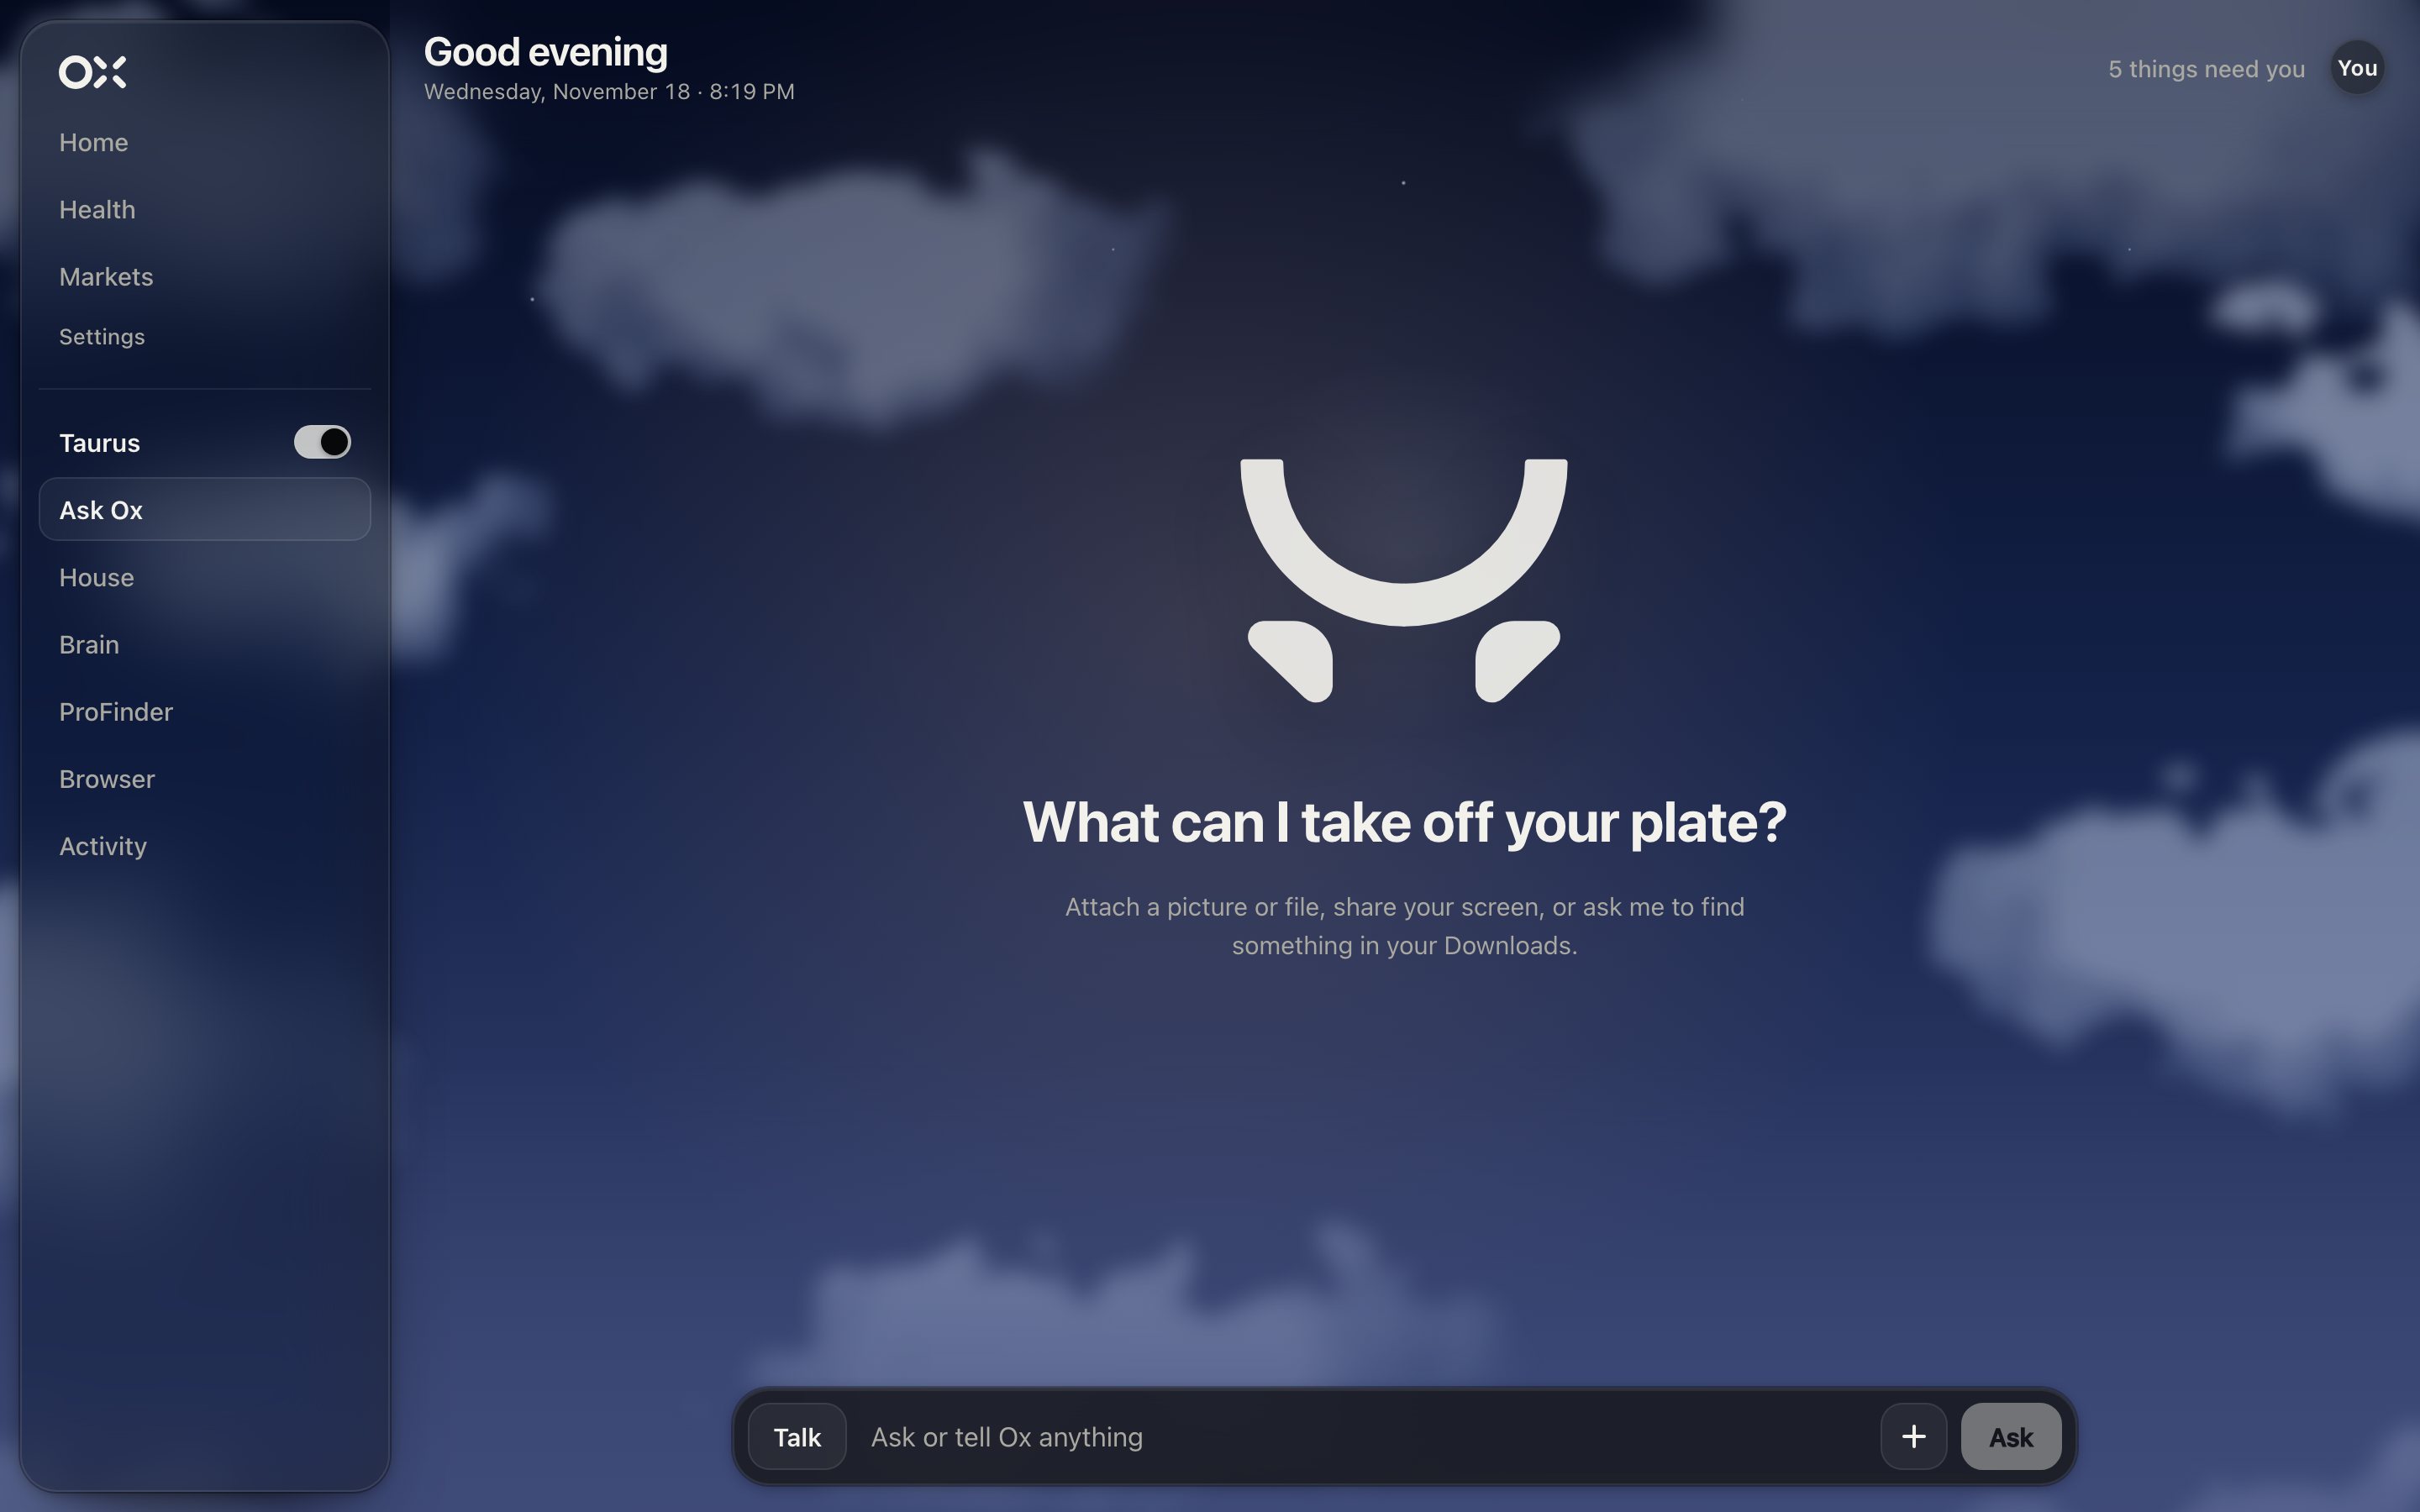 OX
Home
Health
Markets
Settings
Taurus
Ask Ox
House
Brain
ProFinder
Browser
Activity
Good evening
Wednesday, November 18 · 8:19 PM
5 things need you
You
What can I take off your plate?
Attach a picture or file, share your screen, or ask me to find
something in your Downloads.
Talk
Ask or tell Ox anything
+
Ask